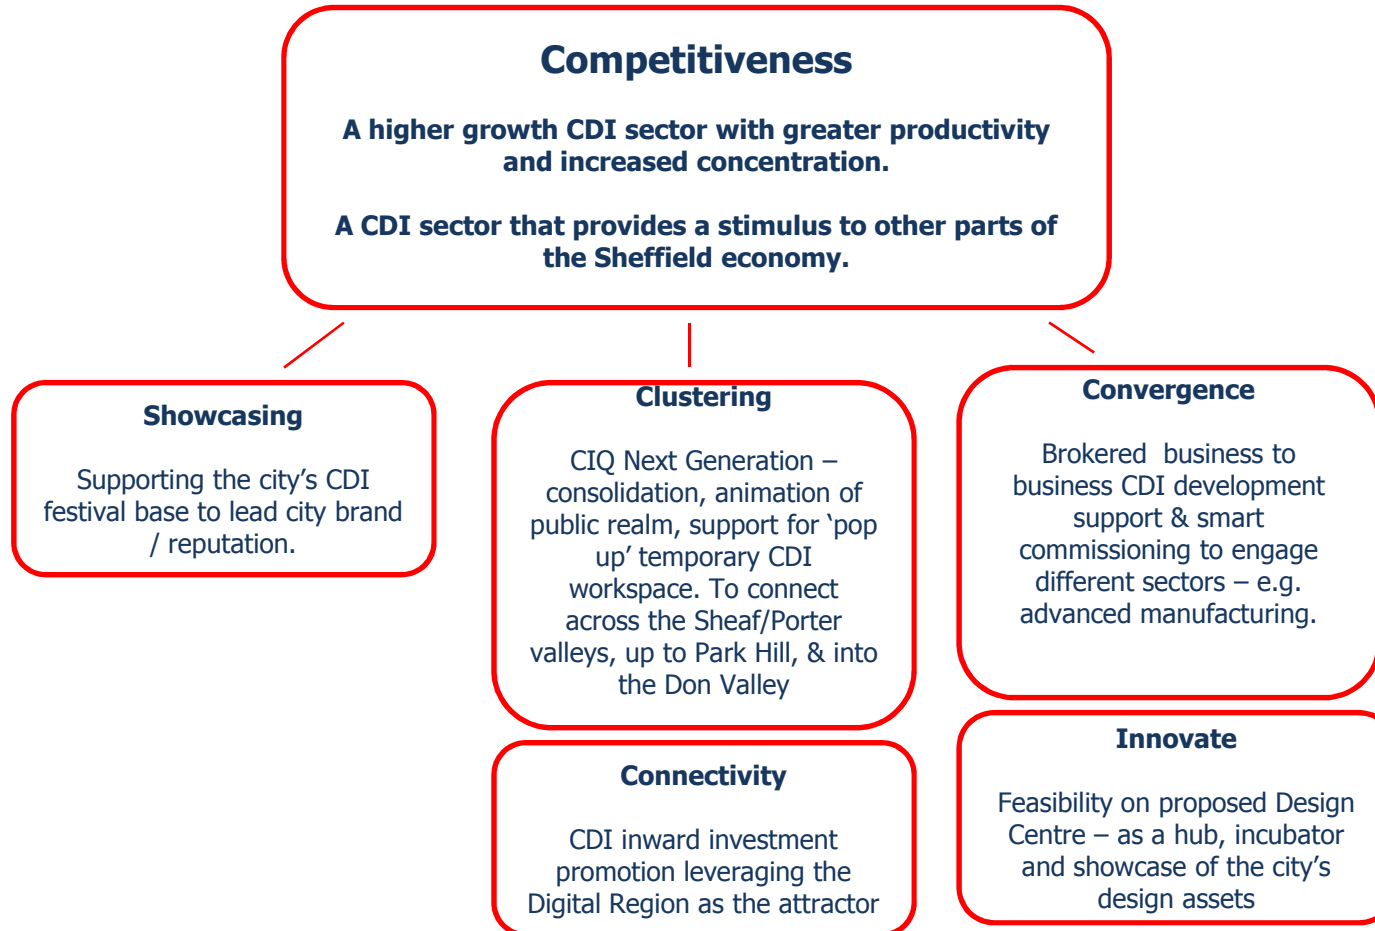 Competitiveness
A higher growth CDI sector with greater productivity
and increased concentration.
A CDI sector that provides a stimulus to other parts of
the Sheffield economy.
Showcasing
Supporting the city’s CDI
festival base to lead city brand
/ reputation.
Clustering
CIQ Next Generation –
consolidation, animation of
public realm, support for ‘pop
up’ temporary CDI
workspace. To connect
across the Sheaf/Porter
valleys, up to Park Hill, & into
the Don Valley
Convergence
Brokered  business to
business CDI development
support & smart
commissioning to engage
different sectors – e.g.
advanced manufacturing.
Connectivity
CDI inward investment
promotion leveraging the
Digital Region as the attractor
Innovate
Feasibility on proposed Design
Centre – as a hub, incubator
and showcase of the city’s
design assets